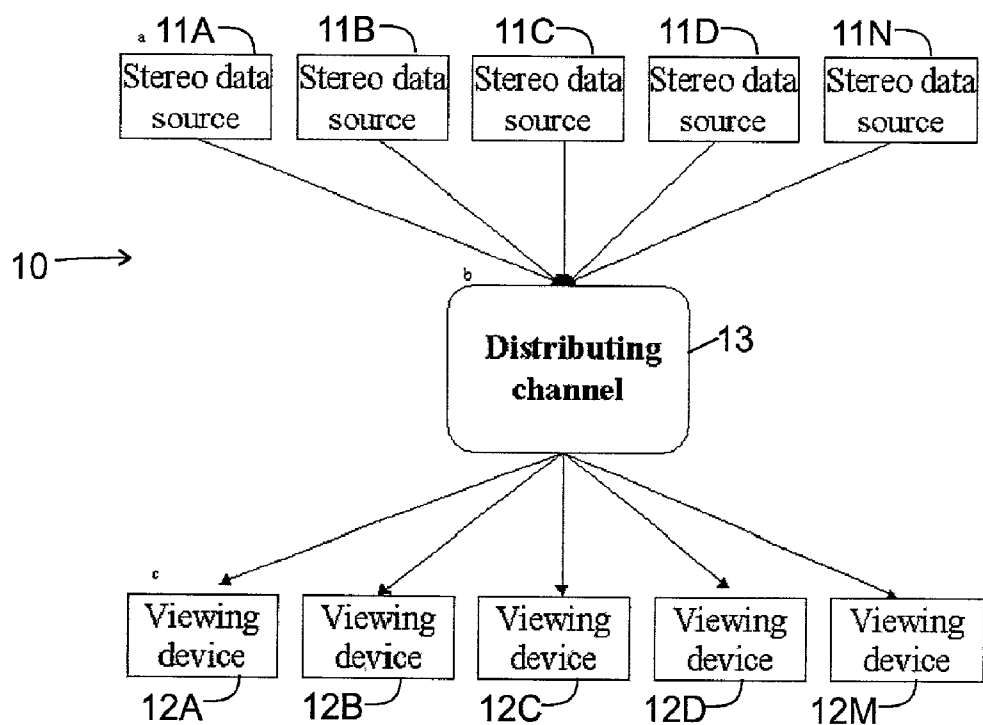 a 11A 11B 11C 11D 11N
Stereo data source
Stereo data source
Stereo data source
Stereo data source
Stereo data source
10
b
Distributing
channel
13
c
Viewing device
Viewing device
Viewing device
Viewing device
Viewing device
12A 12B 12C 12D 12M